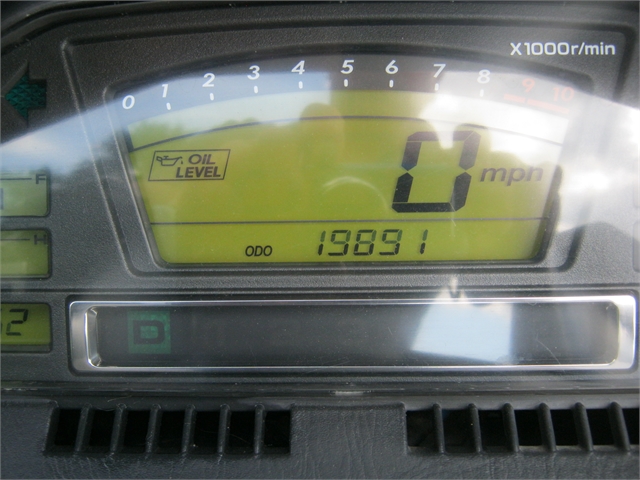 X1000r/min
0 1 2 3 4 5 6 7 8 9 10
OIL
LEVEL
0 mph
F
H
ODO 19891
62
D